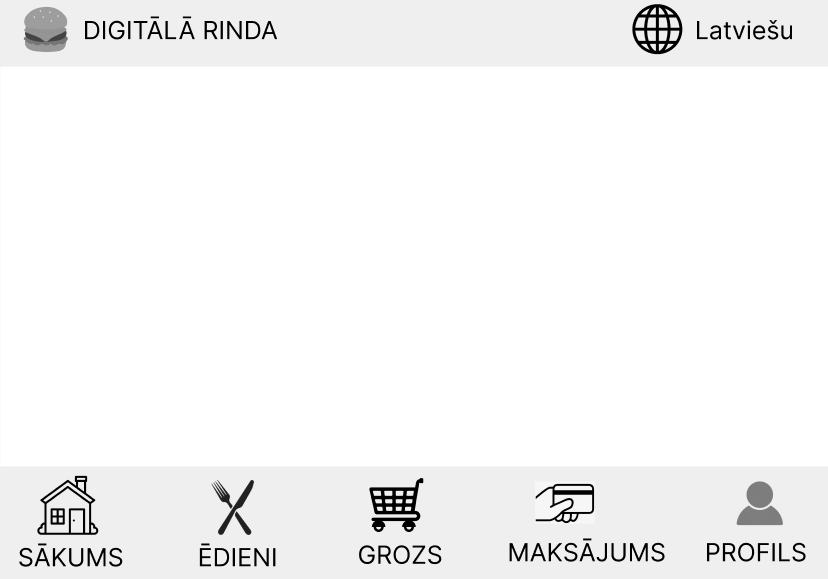 DIGITĀLĀ RINDA
Latviešu
SĀKUMS
ĒDIENI
GROZS
MAKSĀJUMS
PROFILS